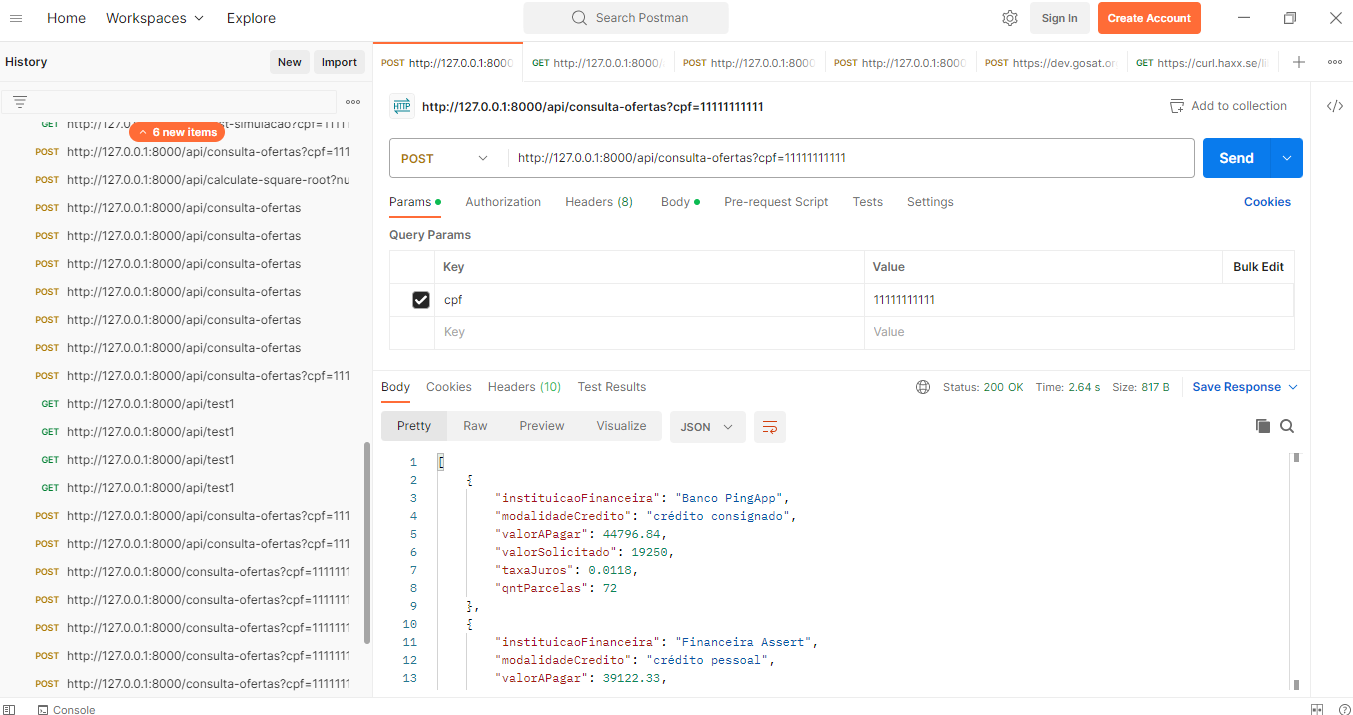 Home Workspaces Explore Search Postman Sign In Create Account
History New Import
POST http://127.0.0.1:8000 GET http://127.0.0.1:8000/ POST http://127.0.0.1:8000 POST http://127.0.0.1:8000 POST https://dev.gosat.or GET https://curl.haxx.se/li
HTTP http://127.0.0.1:8000/api/consulta-ofertas?cpf=11111111111 Add to collection
POST http://127.0.0.1:8000/api/consulta-ofertas?cpf=11111111111 Send
Params Authorization Headers (8) Body Pre-request Script Tests Settings Cookies
Query Params
Key Value Bulk Edit
cpf 11111111111
Key Value
Body Cookies Headers (10) Test Results Status: 200 OK Time: 2.64 s Size: 817 B Save Response
Pretty Raw Preview Visualize JSON
1 [
2 {
3 "instituicaoFinanceira": "Banco PingApp",
4 "modalidadeCredito": "crédito consignado",
5 "valorAPagar": 44796.84,
6 "valorSolicitado": 19250,
7 "taxaJuros": 0.0118,
8 "qntParcelas": 72
9 },
10 {
11 "instituicaoFinanceira": "Financeira Assert",
12 "modalidadeCredito": "crédito pessoal",
13 "valorAPagar": 39122.33,
6 new items
GET http://127.0. st-simulacao?cpf=1111
POST http://127.0.0.1:8000/api/consulta-ofertas?cpf=111
POST http://127.0.0.1:8000/api/calculate-square-root?nu
POST http://127.0.0.1:8000/api/consulta-ofertas
POST http://127.0.0.1:8000/api/consulta-ofertas
POST http://127.0.0.1:8000/api/consulta-ofertas
POST http://127.0.0.1:8000/api/consulta-ofertas
POST http://127.0.0.1:8000/api/consulta-ofertas
POST http://127.0.0.1:8000/api/consulta-ofertas
POST http://127.0.0.1:8000/api/consulta-ofertas?cpf=111
GET http://127.0.0.1:8000/api/test1
GET http://127.0.0.1:8000/api/test1
GET http://127.0.0.1:8000/api/test1
GET http://127.0.0.1:8000/api/test1
POST http://127.0.0.1:8000/api/consulta-ofertas?cpf=111
POST http://127.0.0.1:8000/api/consulta-ofertas?cpf=111
POST http://127.0.0.1:8000/consulta-ofertas?cpf=1111111
POST http://127.0.0.1:8000/consulta-ofertas?cpf=1111111
POST http://127.0.0.1:8000/consulta-ofertas?cpf=1111111
POST http://127.0.0.1:8000/consulta-ofertas?cpf=1111111
POST http://127.0.0.1:8000/consulta-ofertas?cpf=1111111
Console